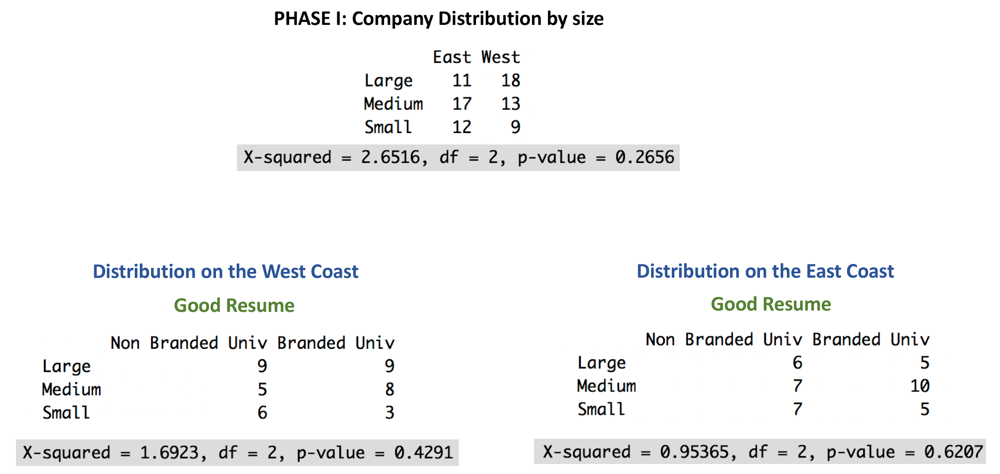 PHASE I: Company Distribution by size
East West
Large 11 18
Medium 17 13
Small 12 9
X-squared = 2.6516, df = 2, p-value = 0.2656
Distribution on the West Coast
Good Resume
Non Branded Univ Branded Univ
Large 9 9
Medium 5 8
Small 6 3
X-squared = 1.6923, df = 2, p-value = 0.4291
Distribution on the East Coast
Good Resume
Non Branded Univ Branded Univ
Large 6 5
Medium 7 10
Small 7 5
X-squared = 0.95365, df = 2, p-value = 0.6207